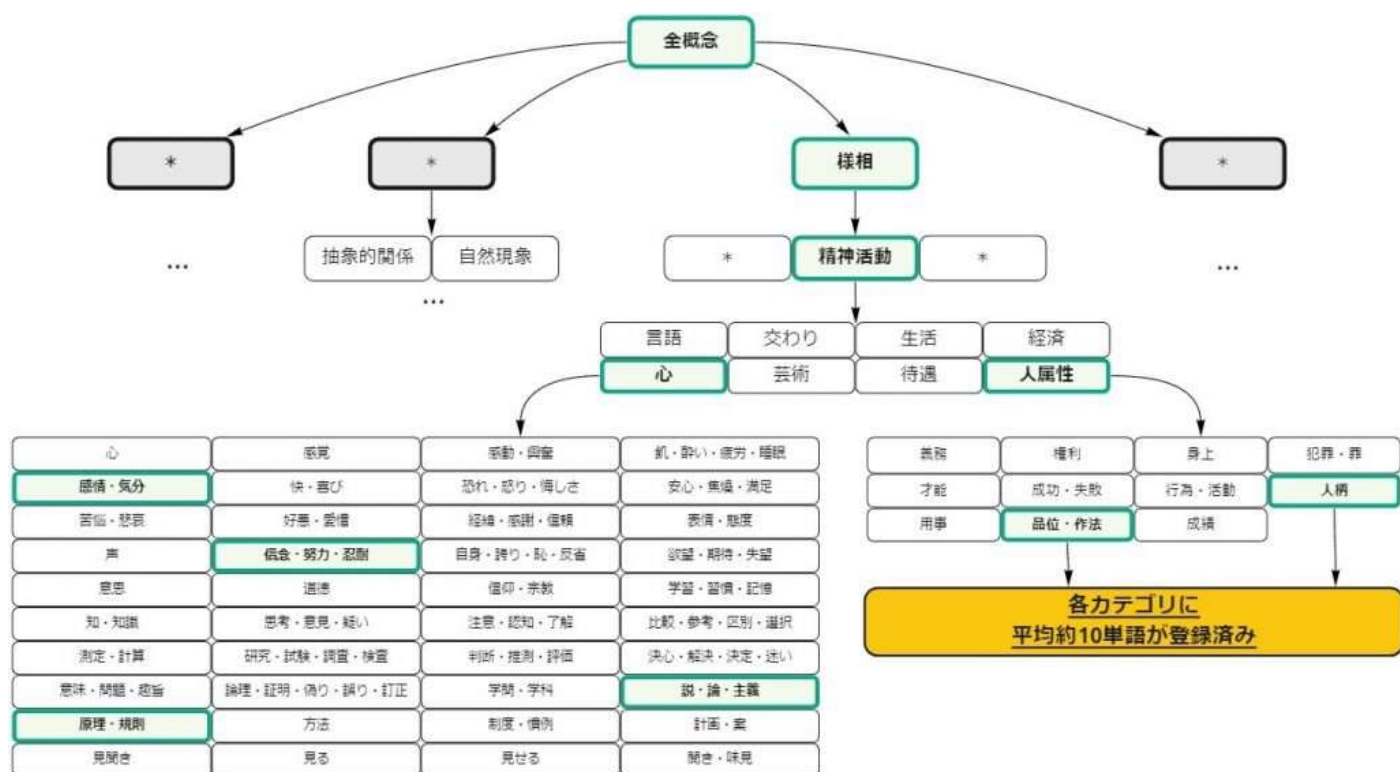 全概念
*
*
様相
*
...
抽象的関係
自然現象
...
*
精神活動
*
...
言語
交わり
生活
経済
心
芸術
待遇
人属性
心
感覚
感動・興奮
飢・酔い・疲労・睡眠
感情・気分
快・喜び
恐れ・怒り・悔しさ
安心・焦燥・満足
苦悩・悲哀
好悪・愛憎
表情・態度
声
信念・努力・忍耐
自身・誇り・恥・反省
欲望・期待・失望
意思
道徳
信仰・宗教
学習・習慣・記憶
知・知識
思考・意見・疑い
注意・認知・了解
比較・参考・区別・選択
測定・計算
研究・試験・調査・検査
判断・推測・評価
決心・解決・決定・迷い
意味・問題・趣旨
論理・証明・偽り・誤り・訂正
学問・学科
説・論・主義
原理・規則
方法
制度・慣例
計画・案
見聞き
見る
見せる
聞き・味見
義務
権利
身上
犯罪・罪
才能
成功・失敗
行為・活動
人柄
用事
品位・作法
成績
各カテゴリに
平均約10単語が登録済み